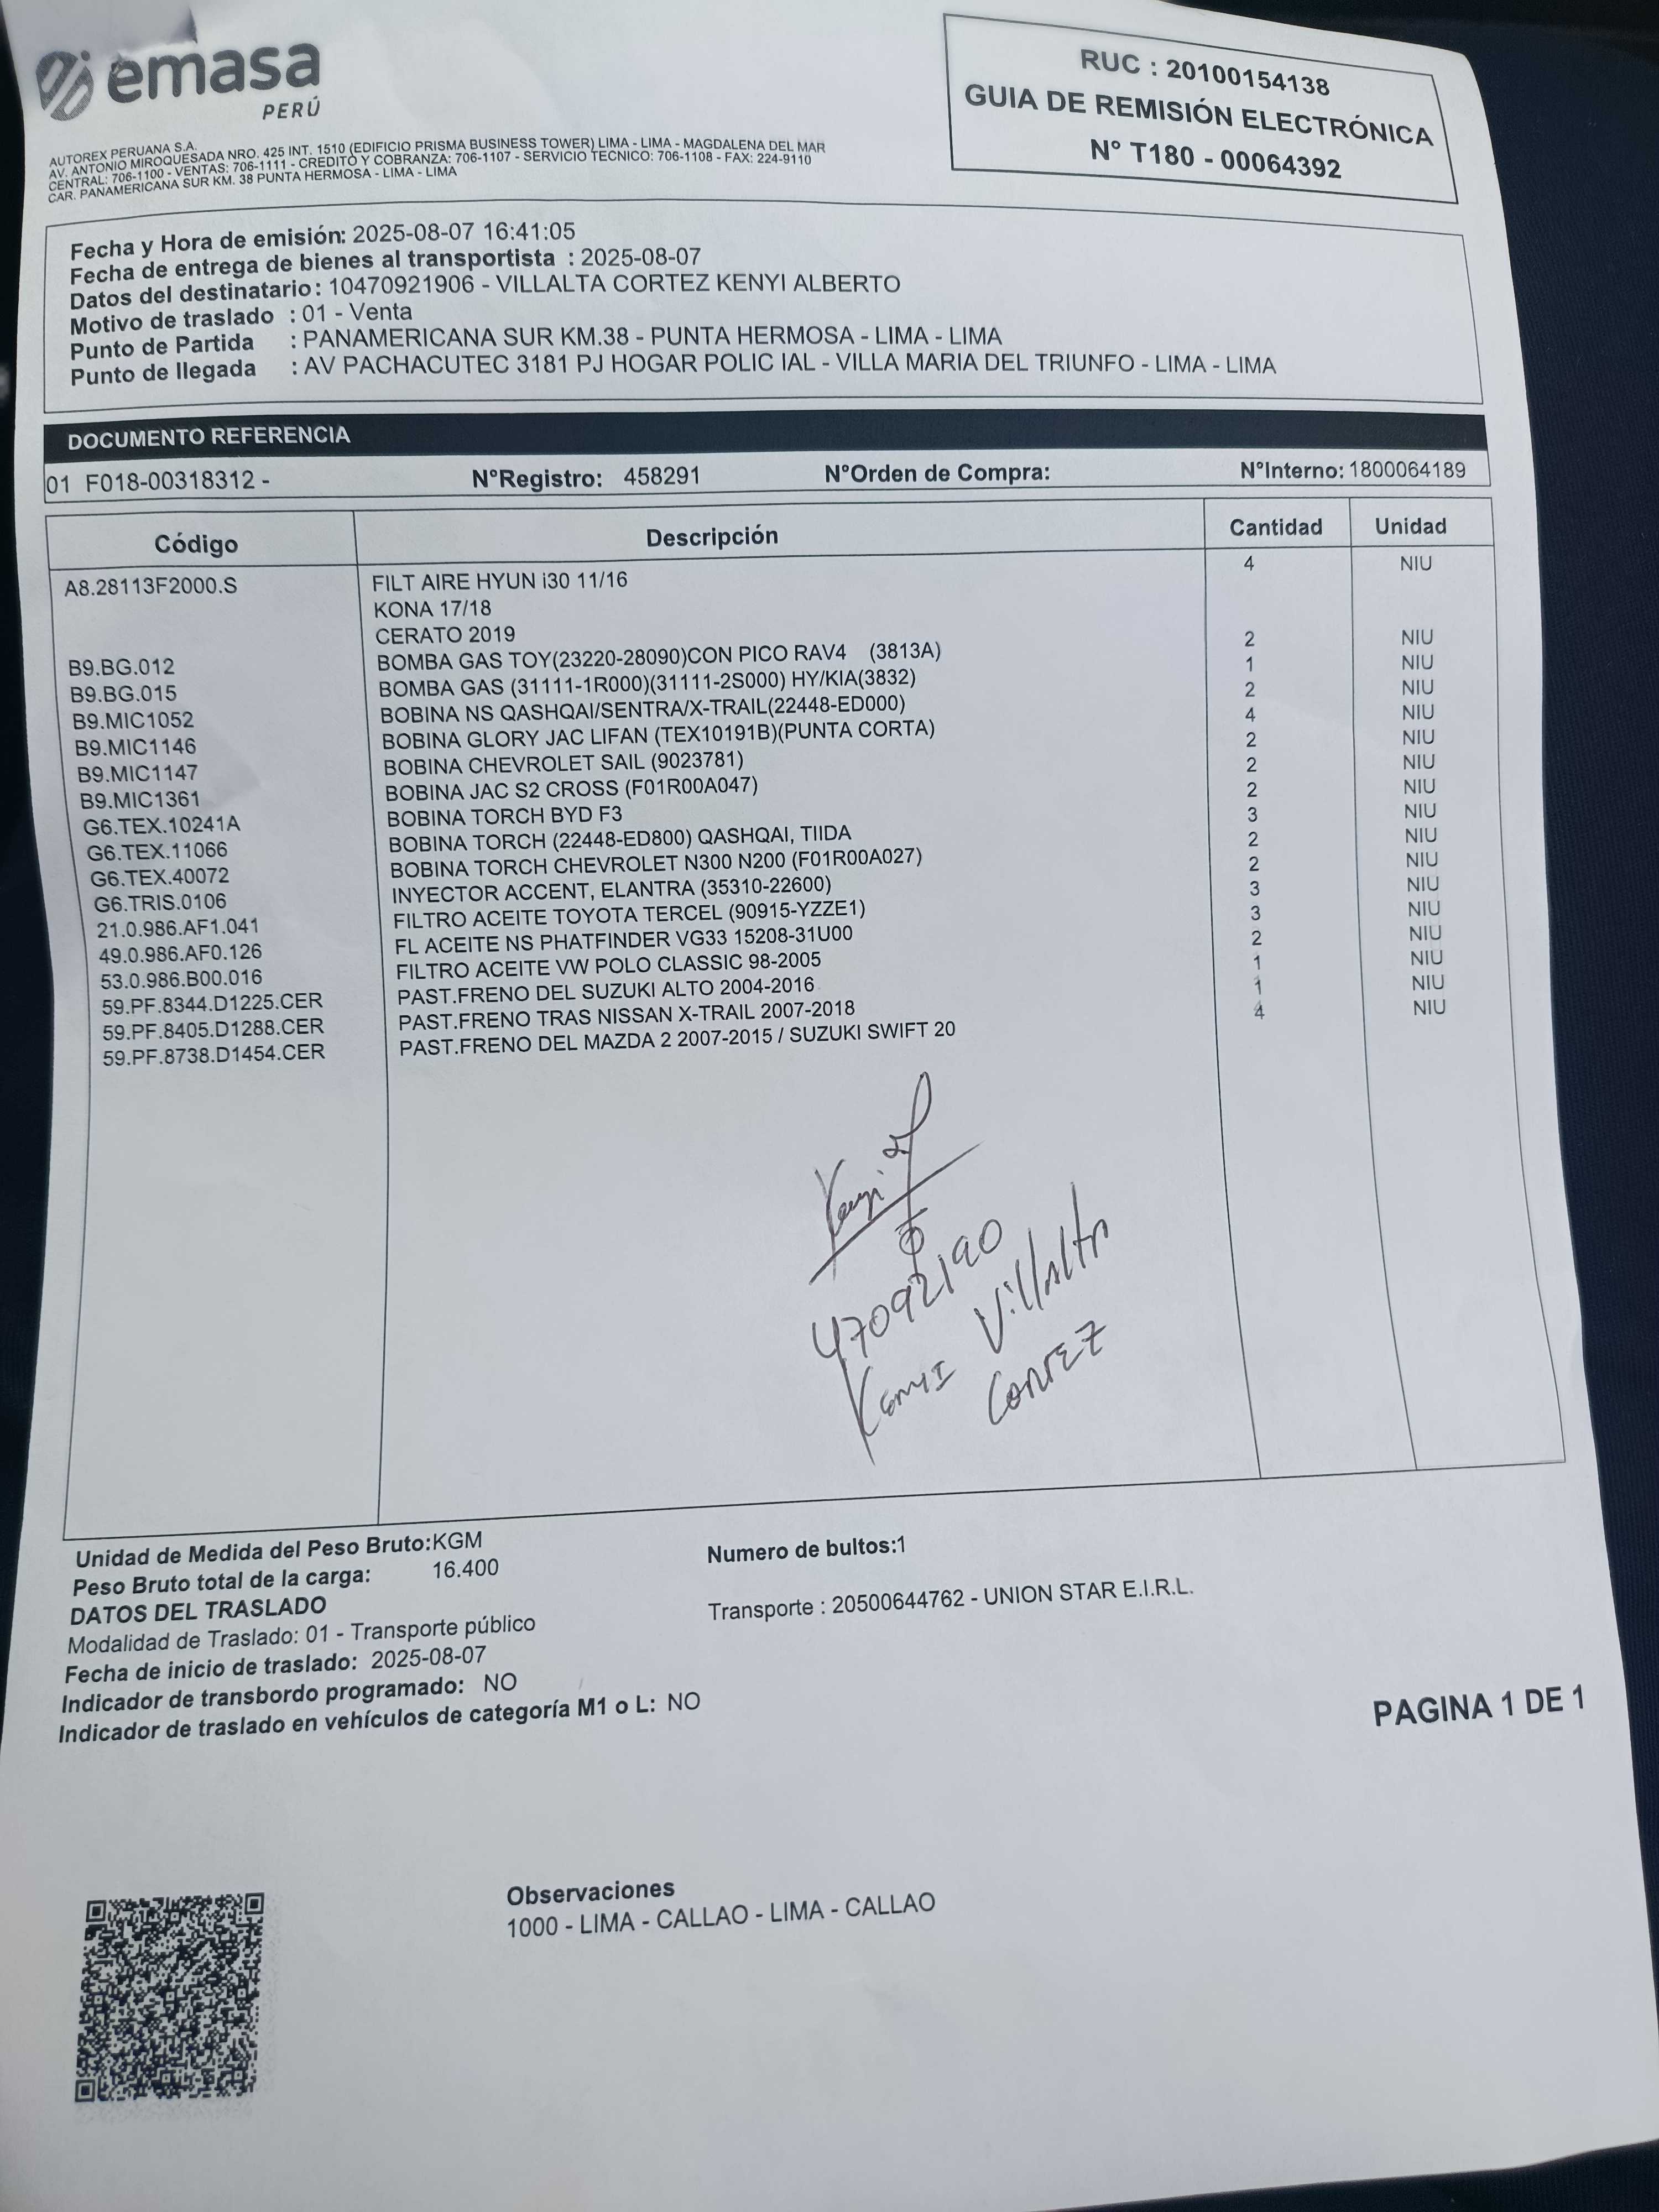 emasa
PERÚ
RUC : 20100154138
GUIA DE REMISIÓN ELECTRÓNICA
N° T180 - 00064392
AUTOREX PERUANA S.A.
AV. ANTONIO MIROQUESADA NRO. 425 INT. 1510 (EDIFICIO PRISMA BUSINESS TOWER) LIMA - LIMA - MAGDALENA DEL MAR
CENTRAL: 706-1100 - VENTAS: 706-1111 - CREDITO Y COBRANZA: 706-1107 - SERVICIO TECNICO: 706-1108 - FAX: 224-9110
CAR. PANAMERICANA SUR KM. 38 PUNTA HERMOSA - LIMA - LIMA
Fecha y Hora de emisión: 2025-08-07 16:41:05
Fecha de entrega de bienes al transportista : 2025-08-07
Datos del destinatario: 10470921906 - VILLALTA CORTEZ KENYI ALBERTO
Motivo de traslado : 01 - Venta
Punto de Partida : PANAMERICANA SUR KM.38 - PUNTA HERMOSA - LIMA - LIMA
Punto de llegada : AV PACHACUTEC 3181 PJ HOGAR POLIC IAL - VILLA MARIA DEL TRIUNFO - LIMA - LIMA
DOCUMENTO REFERENCIA
01 F018-00318312 - N°Registro: 458291 N°Orden de Compra: N°Interno: 1800064189
Código Descripción Cantidad Unidad
A8.28113F2000.S FILT AIRE HYUN i30 11/16 4 NIU
KONA 17/18
CERATO 2019
B9.BG.012 BOMBA GAS TOY(23220-28090)CON PICO RAV4 (3813A) 2 NIU
B9.BG.015 BOMBA GAS (31111-1R000)(31111-2S000) HY/KIA(3832) 1 NIU
B9.MIC1052 BOBINA NS QASHQAI/SENTRA/X-TRAIL(22448-ED000) 2 NIU
B9.MIC1146 BOBINA GLORY JAC LIFAN (TEX10191B)(PUNTA CORTA) 4 NIU
B9.MIC1147 BOBINA CHEVROLET SAIL (9023781) 2 NIU
B9.MIC1361 BOBINA JAC S2 CROSS (F01R00A047) 2 NIU
G6.TEX.10241A BOBINA TORCH BYD F3 2 NIU
G6.TEX.11066 BOBINA TORCH (22448-ED800) QASHQAI, TIIDA 3 NIU
G6.TEX.40072 BOBINA TORCH CHEVROLET N300 N200 (F01R00A027) 2 NIU
G6.TRIS.0106 INYECTOR ACCENT, ELANTRA (35310-22600) 2 NIU
21.0.986.AF1.041 FILTRO ACEITE TOYOTA TERCEL (90915-YZZE1) 3 NIU
49.0.986.AF0.126 FL ACEITE NS PHATFINDER VG33 15208-31U00 3 NIU
53.0.986.B00.016 FILTRO ACEITE VW POLO CLASSIC 98-2005 2 NIU
59.PF.8344.D1225.CER PAST.FRENO DEL SUZUKI ALTO 2004-2016 1 NIU
59.PF.8405.D1288.CER PAST.FRENO TRAS NISSAN X-TRAIL 2007-2018 1 NIU
59.PF.8738.D1454.CER PAST.FRENO DEL MAZDA 2 2007-2015 / SUZUKI SWIFT 20 4 NIU
Kenyi
47092190
Kenyi Villalta
Cortez
Unidad de Medida del Peso Bruto:KGM
Peso Bruto total de la carga: 16.400
Numero de bultos:1
DATOS DEL TRASLADO
Modalidad de Traslado: 01 - Transporte público
Transporte : 20500644762 - UNION STAR E.I.R.L.
Fecha de inicio de traslado: 2025-08-07
Indicador de transbordo programado: NO
Indicador de traslado en vehículos de categoría M1 o L: NO
PAGINA 1 DE 1
Observaciones
1000 - LIMA - CALLAO - LIMA - CALLAO